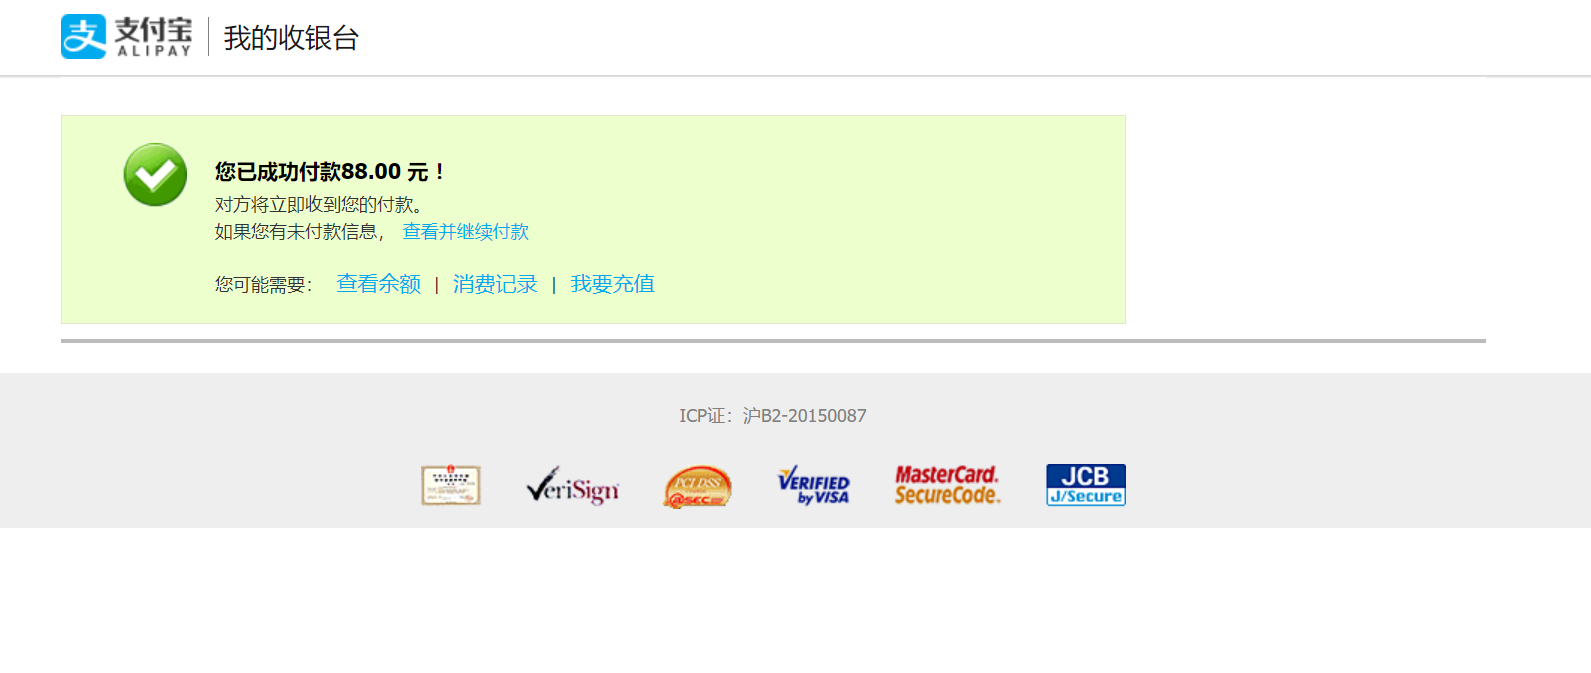 支付宝
ALIPAY
我的收银台
您已成功付款88.00 元！
对方将立即收到您的付款。
如果您有未付款信息， 查看并继续付款
您可能需要： 查看余额 | 消费记录 | 我要充值
ICP证：沪B2-20150087
VeriSign
PCI DSS
@SEC
VERIFIED
by VISA
MasterCard.
SecureCode.
JCB
J/Secure